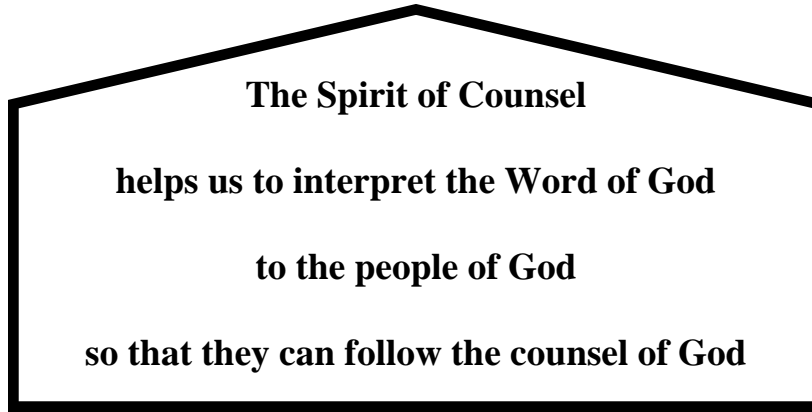 The Spirit of Counsel
helps us to interpret the Word of God
to the people of God
so that they can follow the counsel of God